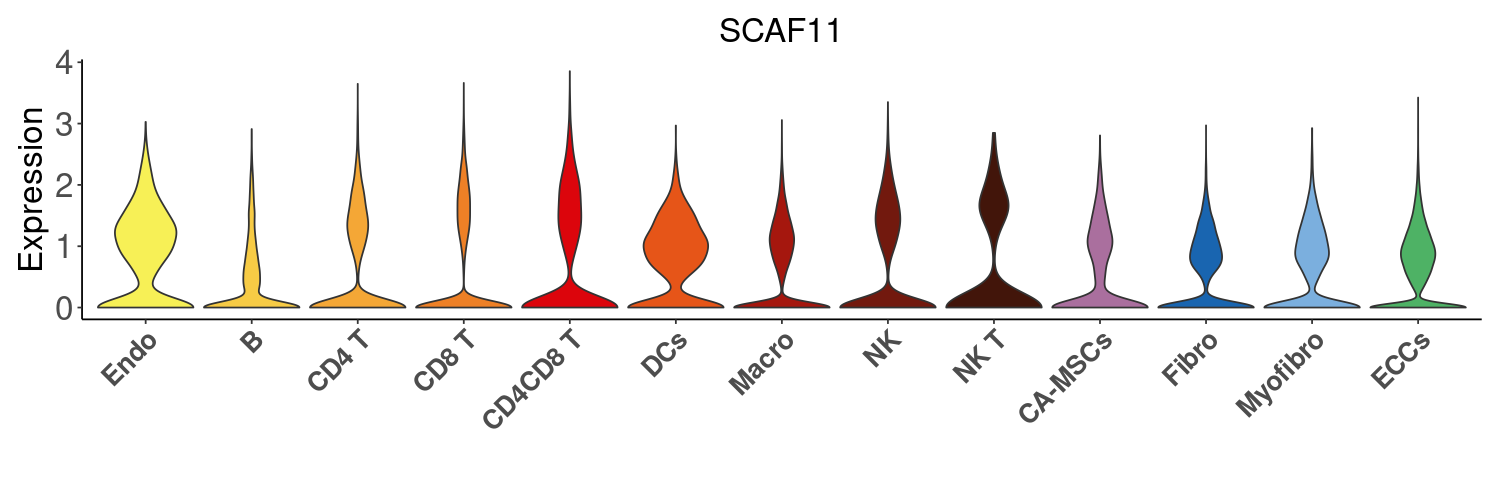 SCAF11
Expression
4
3
2
1
0
Endo
B
CD4 T
CD8 T
CD4CD8 T
DCs
Macro
NK
NK T
CA-MSCs
Fibro
Myofibro
ECCs